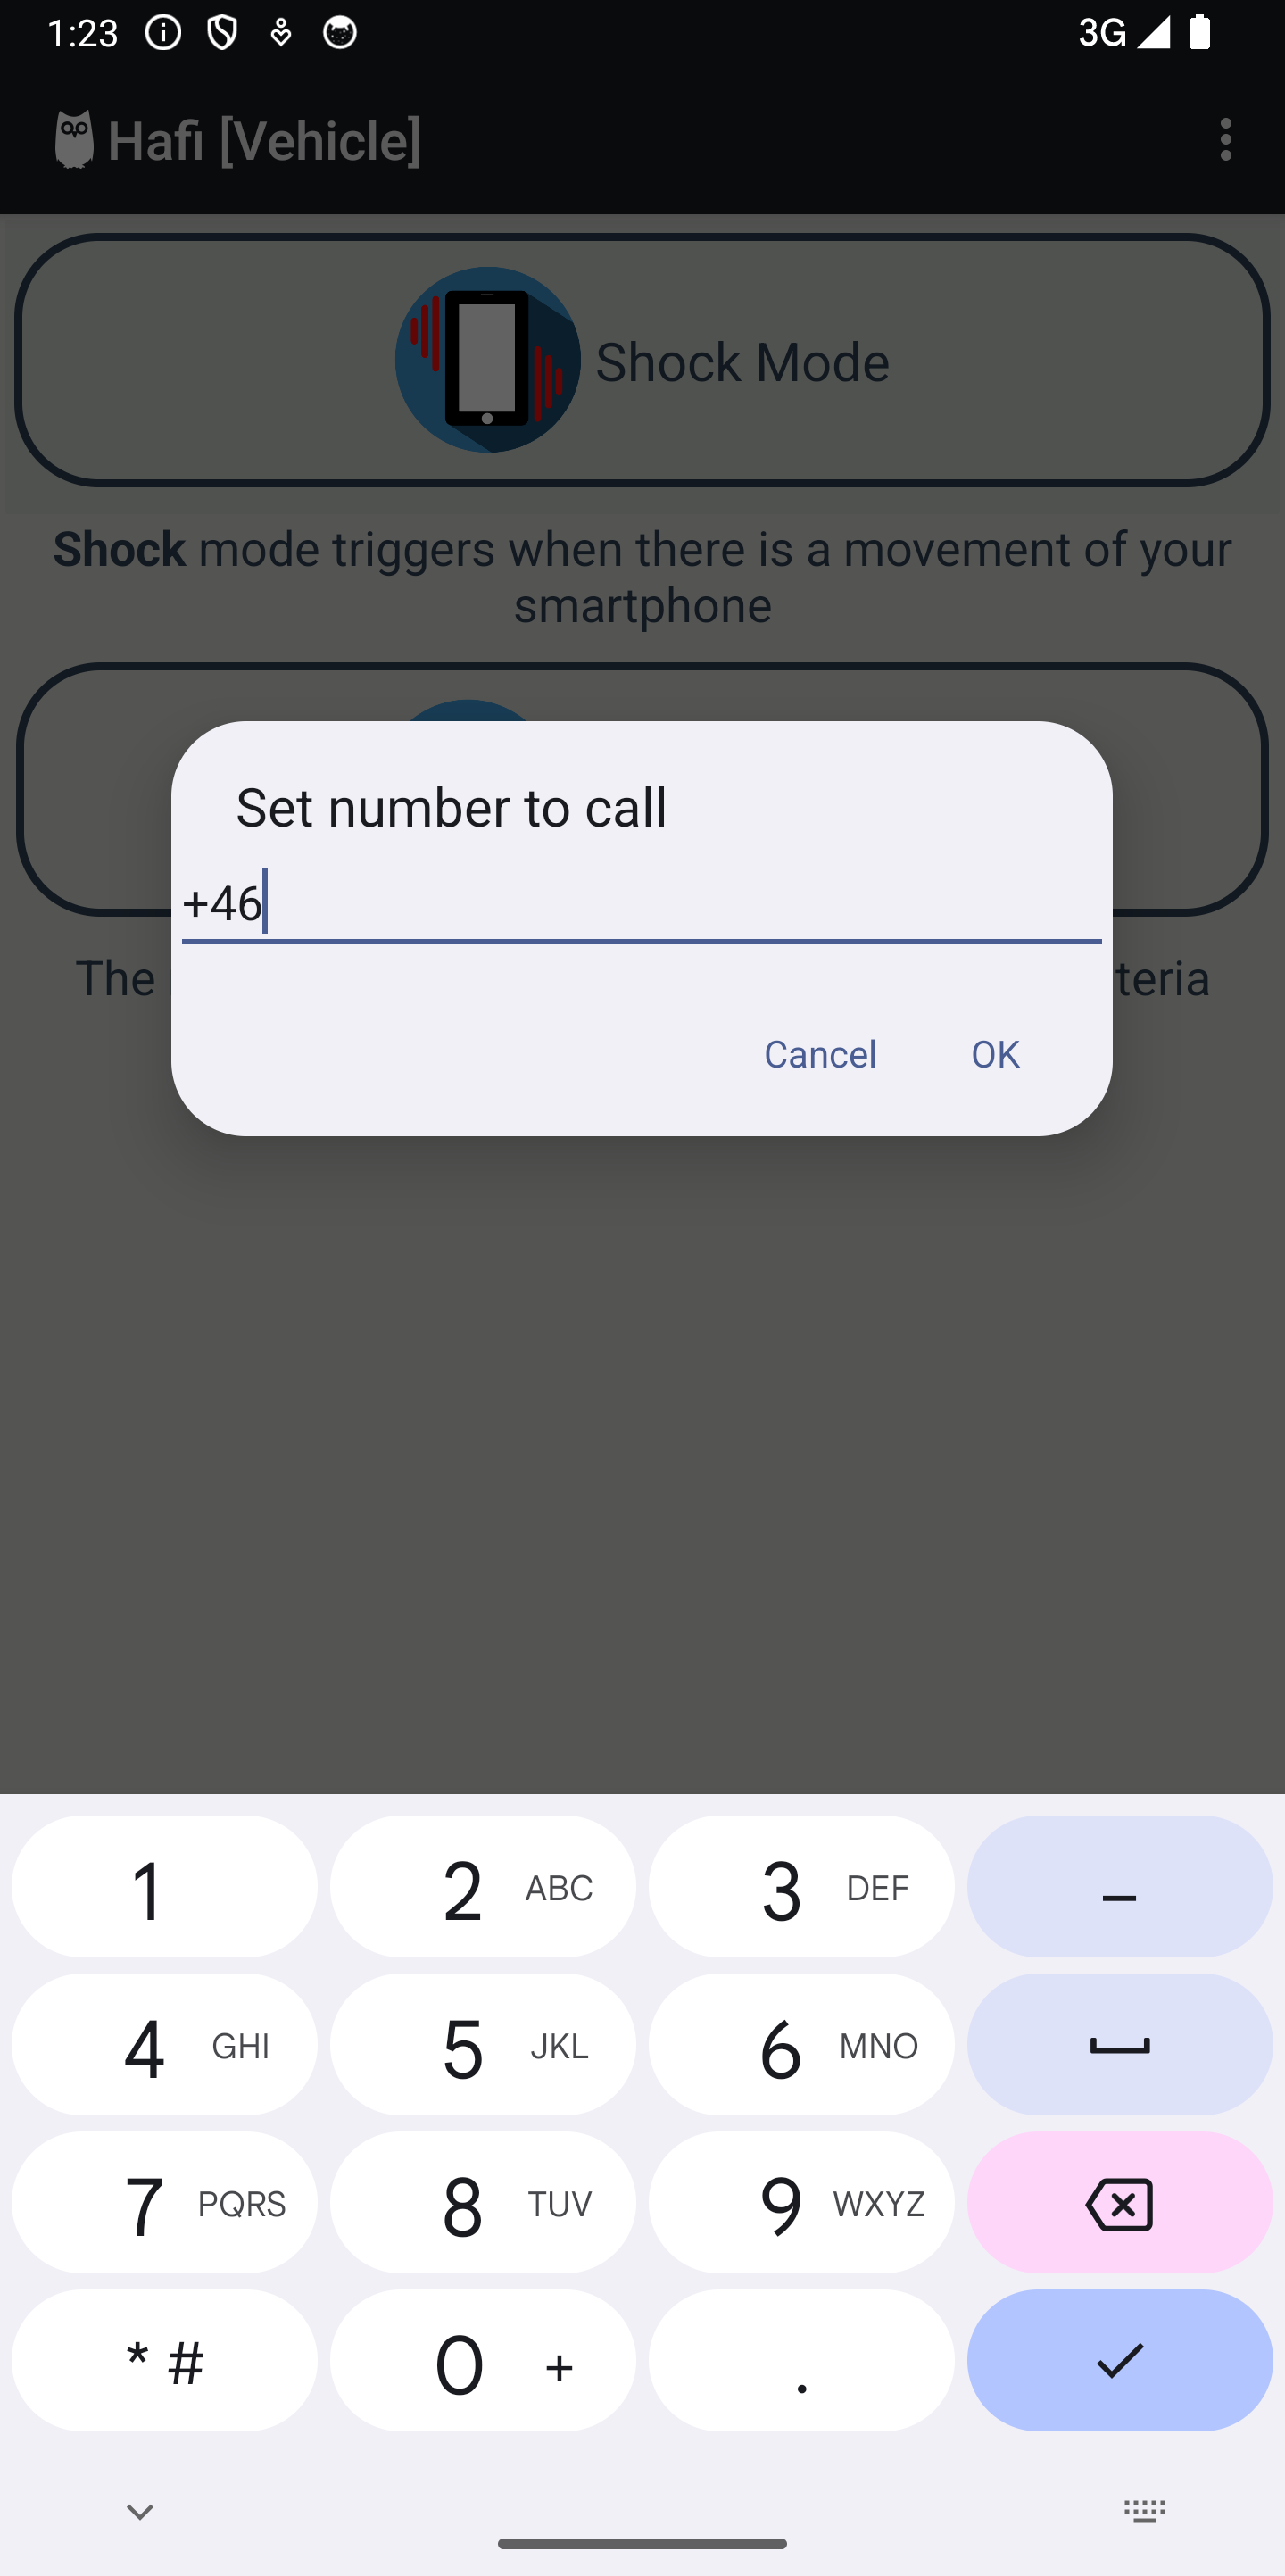 1:23
3G
Hafi [Vehicle]
Shock Mode
Shock mode triggers when there is a movement of your
smartphone
Set number to call
+46
The
teria
Cancel
OK
1
2 ABC
3 DEF
–
4 GHI
5 JKL
6 MNO
7 PQRS
8 TUV
9 WXYZ
* #
0 +
.